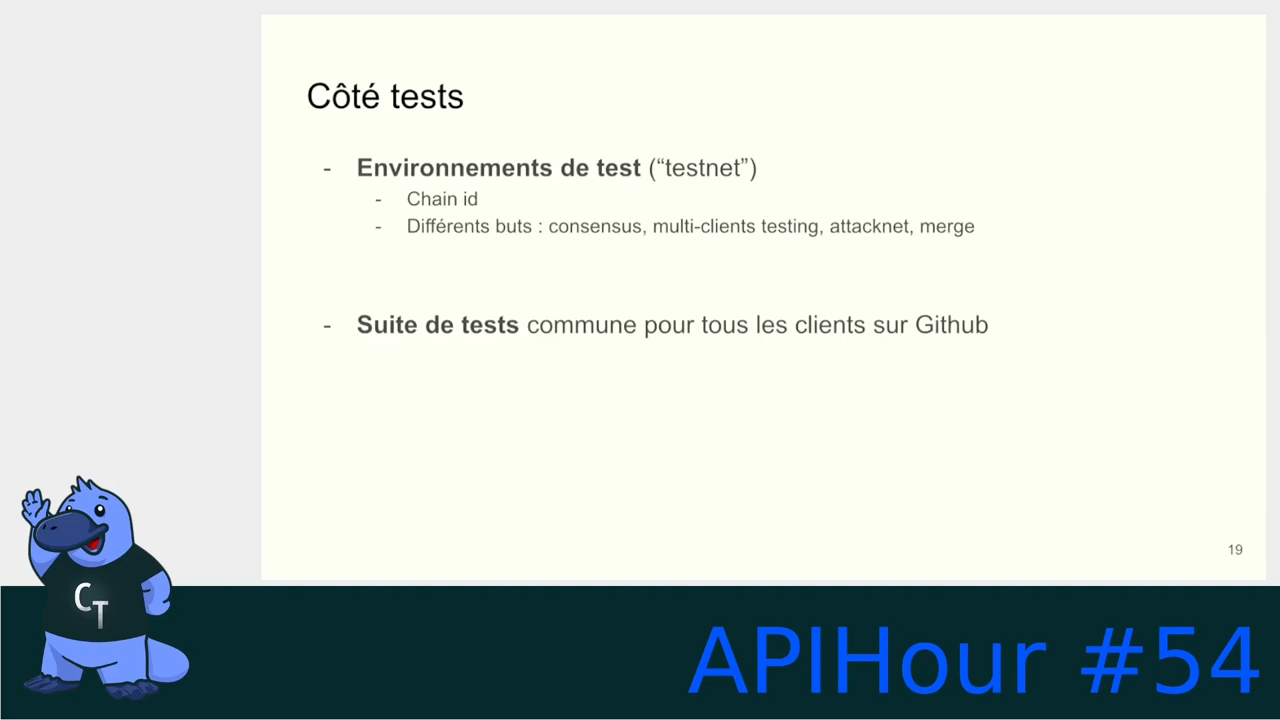 Côté tests
- Environnements de test (“testnet”)
- Chain id
- Différents buts : consensus, multi-clients testing, attacknet, merge
- Suite de tests commune pour tous les clients sur Github
19
CT
APIHour #54